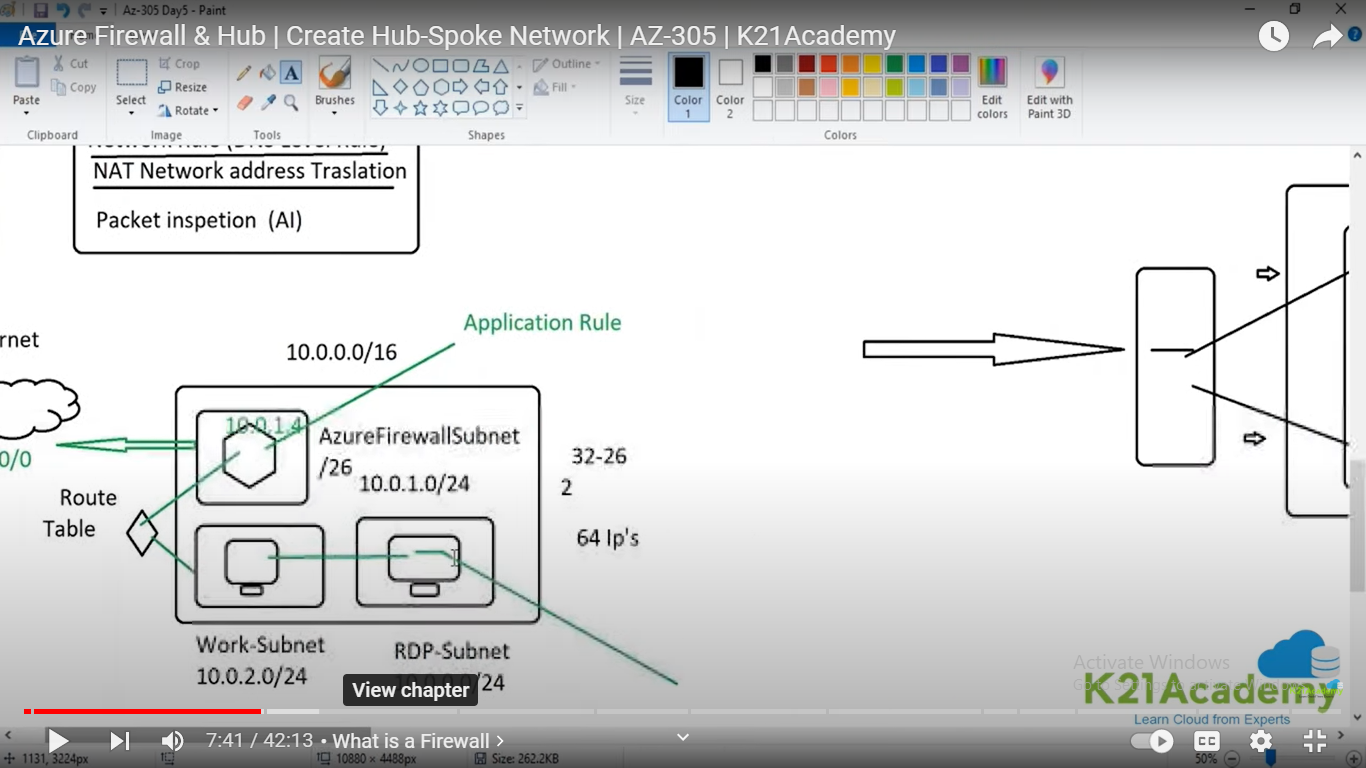 Az-305 Day5 - Paint
Azure Firewall & Hub | Create Hub-Spoke Network | AZ-305 | K21Academy
Paste
Cut
Copy
Clipboard
Select
Crop
Resize
Rotate
Image
A
Tools
Brushes
Outline
Fill
Shapes
Size
Color
1
Color
2
Edit
colors
Colors
Edit with
Paint 3D
NAT Network address Traslation
Packet inspetion (AI)
rnet
0/0
Application Rule
10.0.0.0/16
10.0.1.4
AzureFirewallSubnet
/26
10.0.1.0/24
32-26
2
64 Ip's
Route
Table
Work-Subnet
10.0.2.0/24
RDP-Subnet
/24
View chapter
Activate Windows
K21Academy
Learn Cloud from Experts
7:41 / 42:13 • What is a Firewall
CC
1131, 3224px
10880 × 4488px
Size: 262.2KB
50%